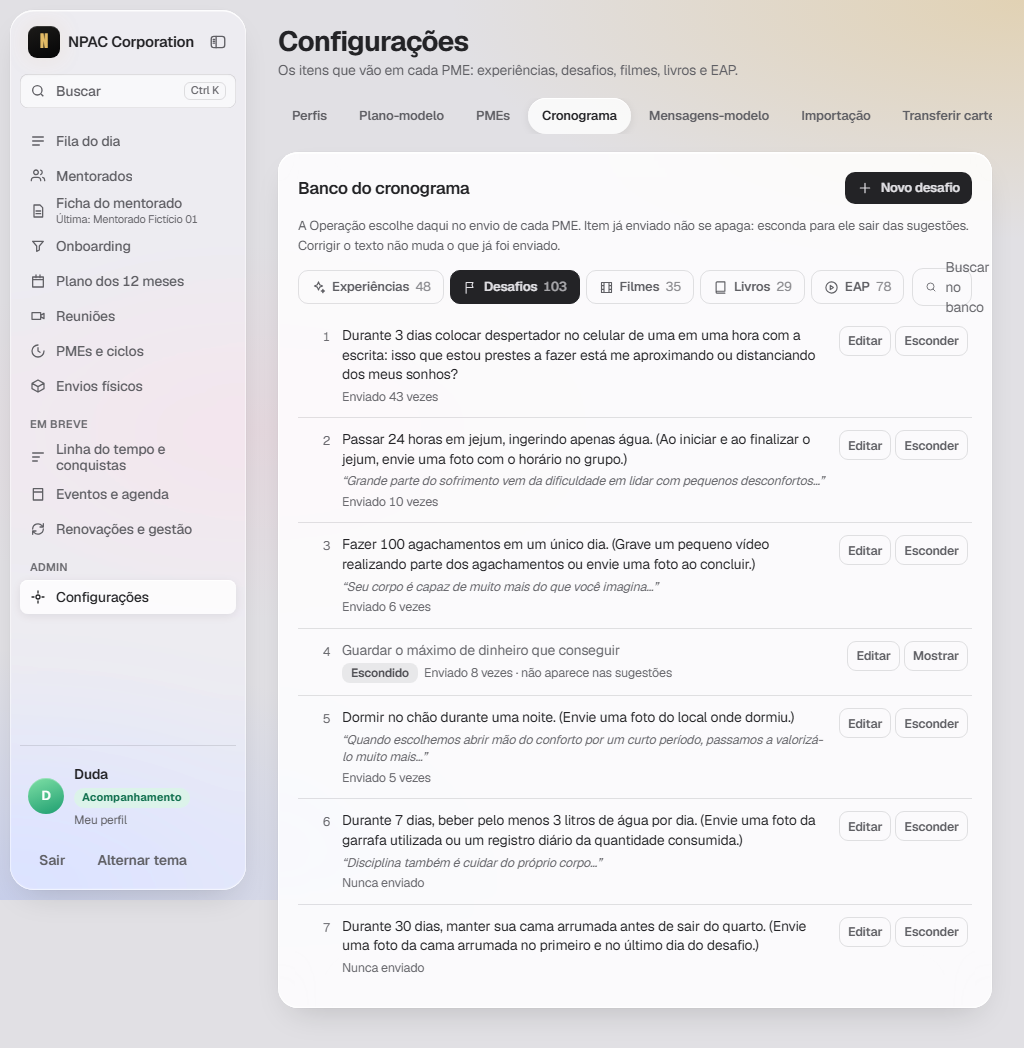 N
NPAC Corporation
Buscar
Ctrl K
Fila do dia
Mentorados
Ficha do mentorado
Última: Mentorado Fictício 01
Onboarding
Plano dos 12 meses
Reuniões
PMEs e ciclos
Envios físicos
EM BREVE
Linha do tempo e
conquistas
Eventos e agenda
Renovações e gestão
ADMIN
Configurações
D
Duda
Acompanhamento
Meu perfil
Sair
Alternar tema
Configurações
Os itens que vão em cada PME: experiências, desafios, filmes, livros e EAP.
Perfis
Plano-modelo
PMEs
Cronograma
Mensagens-modelo
Importação
Transferir carte
Banco do cronograma
Novo desafio
A Operação escolhe daqui no envio de cada PME. Item já enviado não se apaga: esconda para ele sair das sugestões.
Corrigir o texto não muda o que já foi enviado.
Experiências 48
Desafios 103
Filmes 35
Livros 29
EAP 78
Buscar
no
banco
1
Durante 3 dias colocar despertador no celular de uma em uma hora com a
escrita: isso que estou prestes a fazer está me aproximando ou distanciando
dos meus sonhos?
Enviado 43 vezes
Editar
Esconder
2
Passar 24 horas em jejum, ingerindo apenas água. (Ao iniciar e ao finalizar o
jejum, envie uma foto com o horário no grupo.)
“Grande parte do sofrimento vem da dificuldade em lidar com pequenos desconfortos…”
Enviado 10 vezes
Editar
Esconder
3
Fazer 100 agachamentos em um único dia. (Grave um pequeno vídeo
realizando parte dos agachamentos ou envie uma foto ao concluir.)
“Seu corpo é capaz de muito mais do que você imagina…”
Enviado 6 vezes
Editar
Esconder
4
Guardar o máximo de dinheiro que conseguir
Escondido
Enviado 8 vezes · não aparece nas sugestões
Editar
Mostrar
5
Dormir no chão durante uma noite. (Envie uma foto do local onde dormiu.)
“Quando escolhemos abrir mão do conforto por um curto período, passamos a valorizá-
lo muito mais…”
Enviado 5 vezes
Editar
Esconder
6
Durante 7 dias, beber pelo menos 3 litros de água por dia. (Envie uma foto da
garrafa utilizada ou um registro diário da quantidade consumida.)
“Disciplina também é cuidar do próprio corpo…”
Nunca enviado
Editar
Esconder
7
Durante 30 dias, manter sua cama arrumada antes de sair do quarto. (Envie
uma foto da cama arrumada no primeiro e no último dia do desafio.)
Nunca enviado
Editar
Esconder